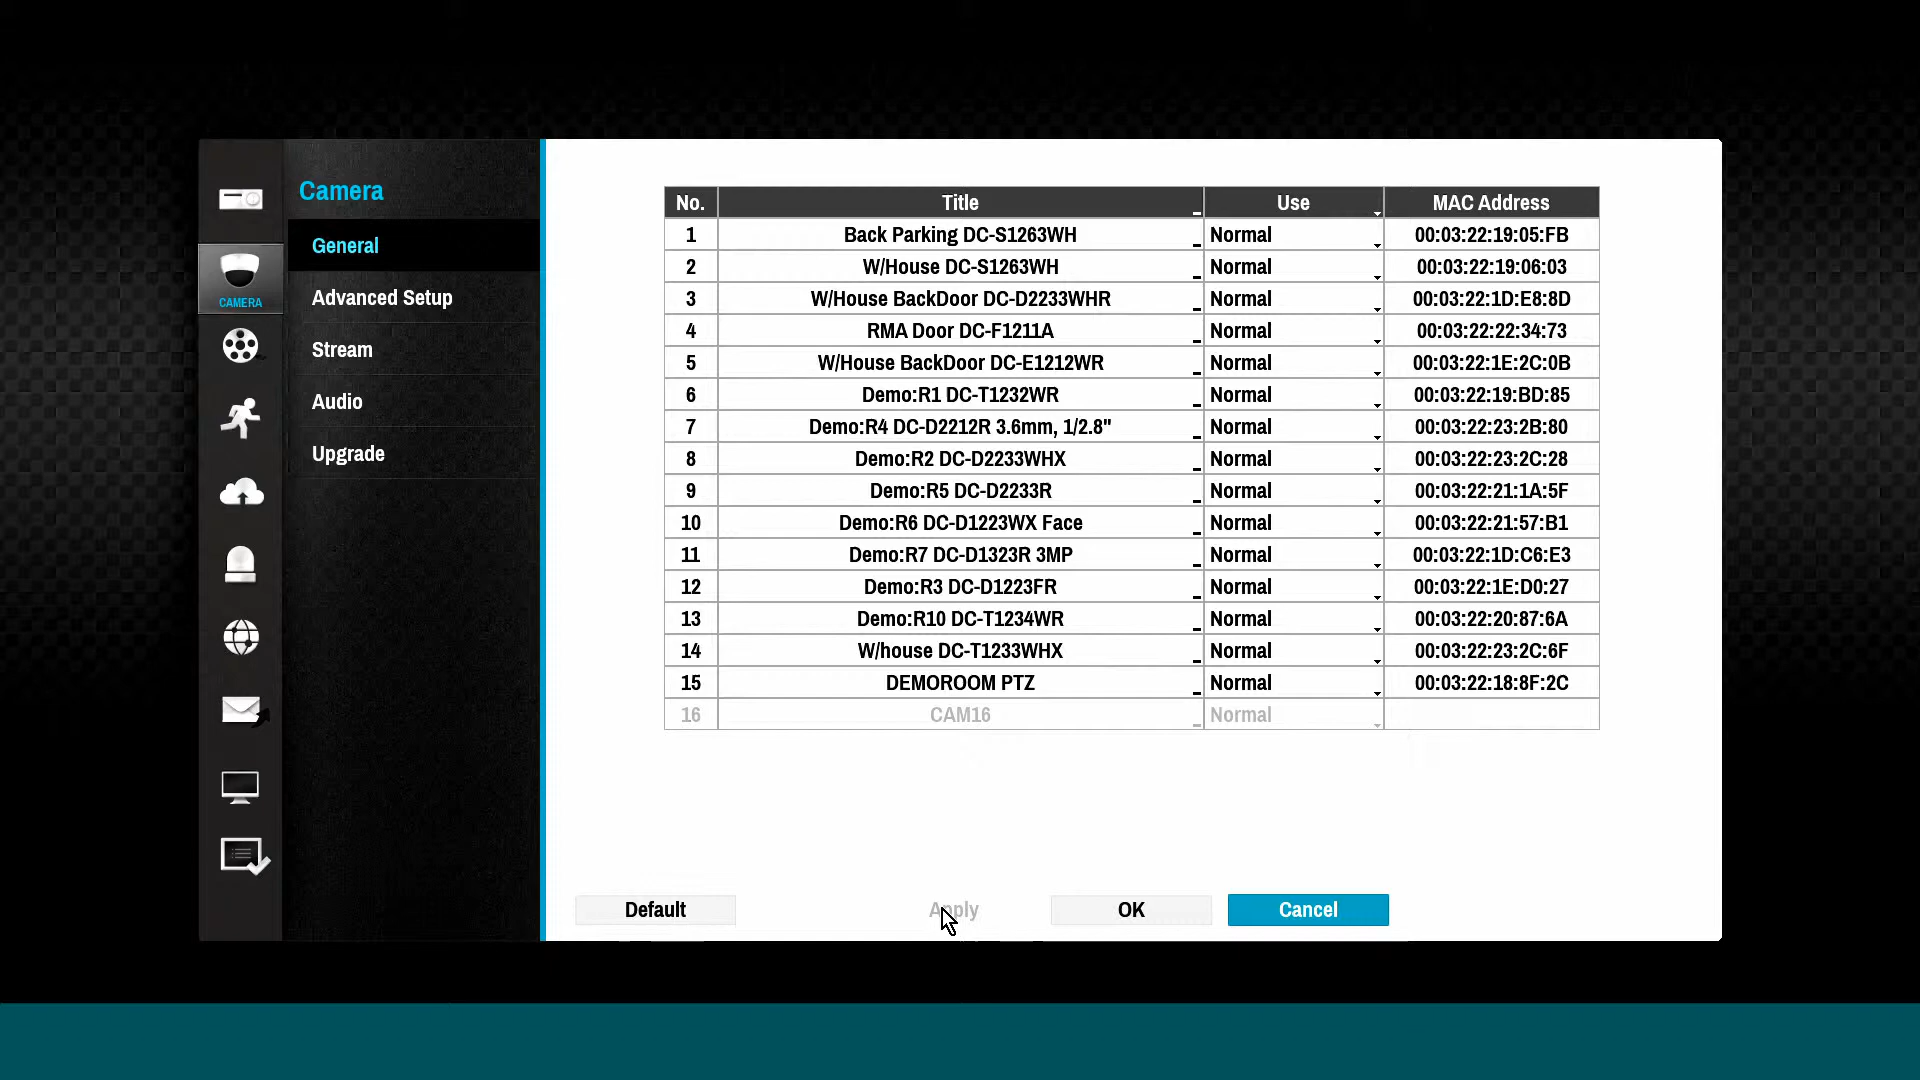 Camera
General
CAMERA
Advanced Setup
Stream
Audio
Upgrade
No. Title Use MAC Address
1 Back Parking DC-S1263WH Normal 00:03:22:19:05:FB
2 W/House DC-S1263WH Normal 00:03:22:19:06:03
3 W/House BackDoor DC-D2233WHR Normal 00:03:22:1D:E8:8D
4 RMA Door DC-F1211A Normal 00:03:22:22:34:73
5 W/House BackDoor DC-E1212WR Normal 00:03:22:1E:2C:0B
6 Demo:R1 DC-T1232WR Normal 00:03:22:19:BD:85
7 Demo:R4 DC-D2212R 3.6mm, 1/2.8" Normal 00:03:22:23:2B:80
8 Demo:R2 DC-D2233WHX Normal 00:03:22:23:2C:28
9 Demo:R5 DC-D2233R Normal 00:03:22:21:1A:5F
10 Demo:R6 DC-D1223WX Face Normal 00:03:22:21:57:B1
11 Demo:R7 DC-D1323R 3MP Normal 00:03:22:1D:C6:E3
12 Demo:R3 DC-D1223FR Normal 00:03:22:1E:D0:27
13 Demo:R10 DC-T1234WR Normal 00:03:22:20:87:6A
14 W/house DC-T1233WHX Normal 00:03:22:23:2C:6F
15 DEMOROOM PTZ Normal 00:03:22:18:8F:2C
16 CAM16 Normal
Default Apply OK Cancel